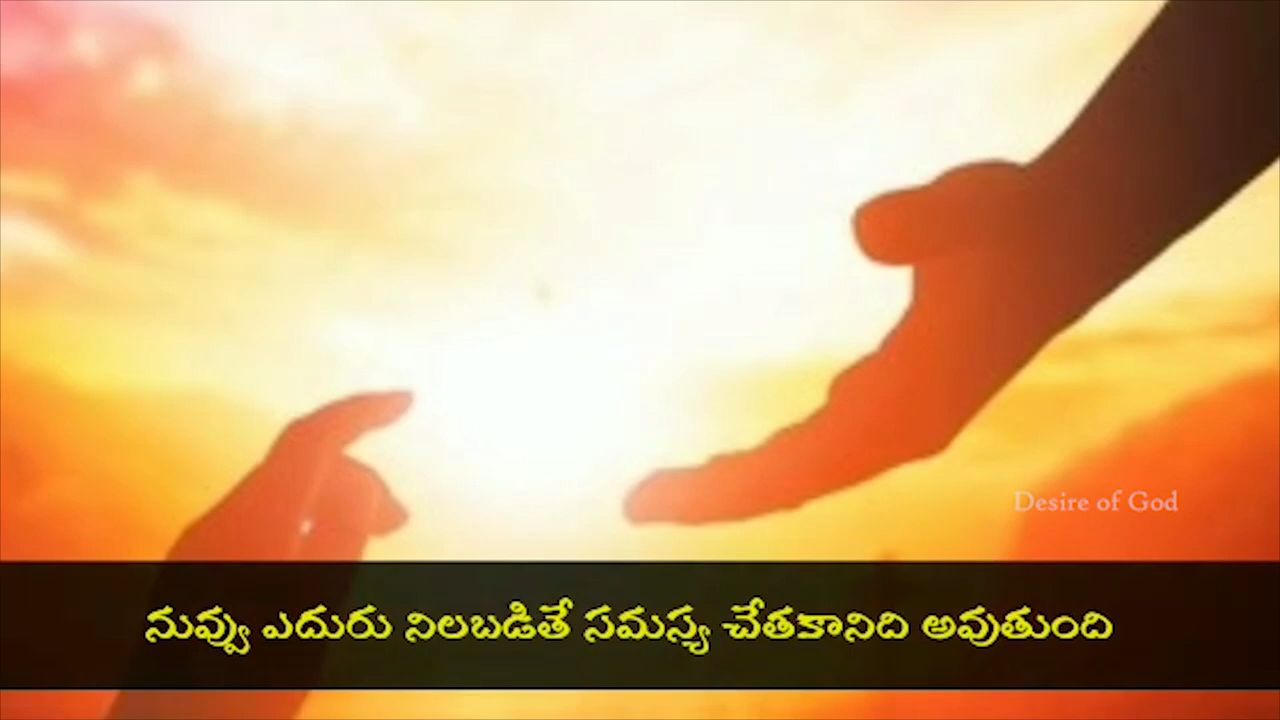 Desire of God
నువ్వు ఎదురు నిలబడితే సమస్య చేతకానిది అవుతుంది